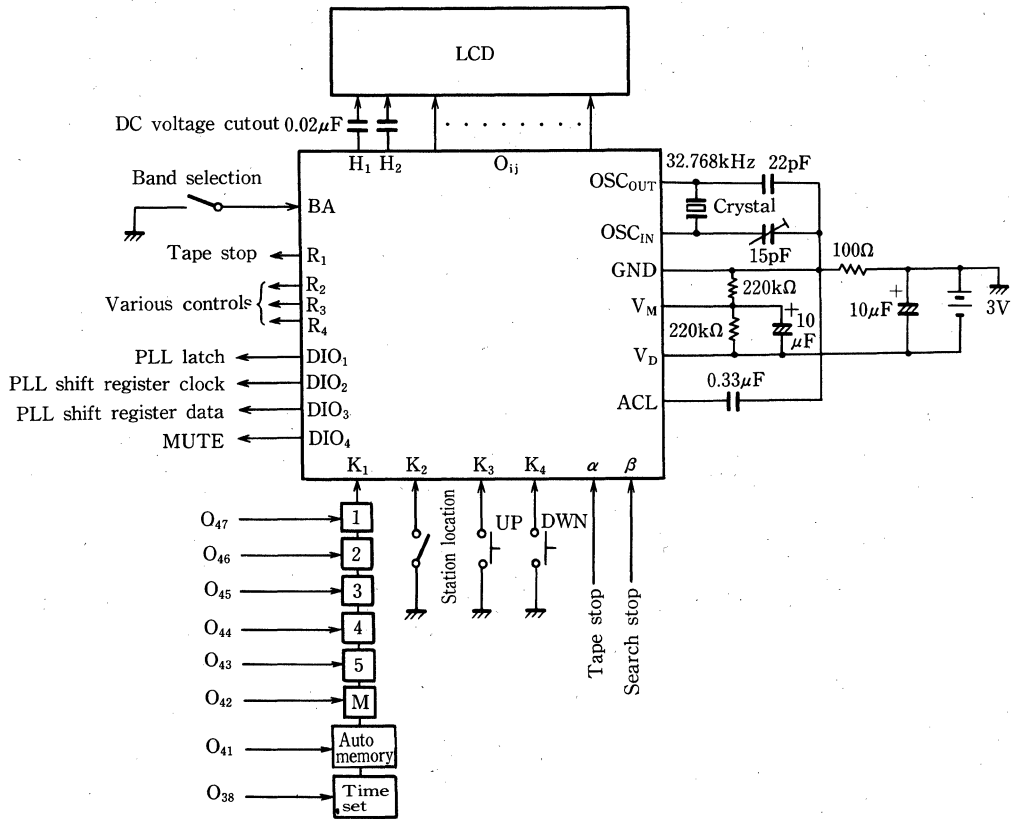 LCD
DC voltage cutout 0.02μF
H₁ H₂ Oᵢⱼ
Band selection
BA
Tape stop
R₁
Various controls
R₂
R₃
R₄
PLL latch
DIO₁
PLL shift register clock
DIO₂
PLL shift register data
DIO₃
MUTE
DIO₄
32.768kHz 22pF
OSC_OUT
Crystal
OSC_IN
15pF
GND
100Ω
220kΩ
V_M
220kΩ
+
10
μF
+
10μF
3V
V_D
0.33μF
ACL
K₁ K₂ K₃ K₄ α β
Station location
UP
DWN
Tape stop
Search stop
O₄₇ 1
O₄₆ 2
O₄₅ 3
O₄₄ 4
O₄₃ 5
O₄₂ M
O₄₁ Auto
memory
O₃₈ Time
set